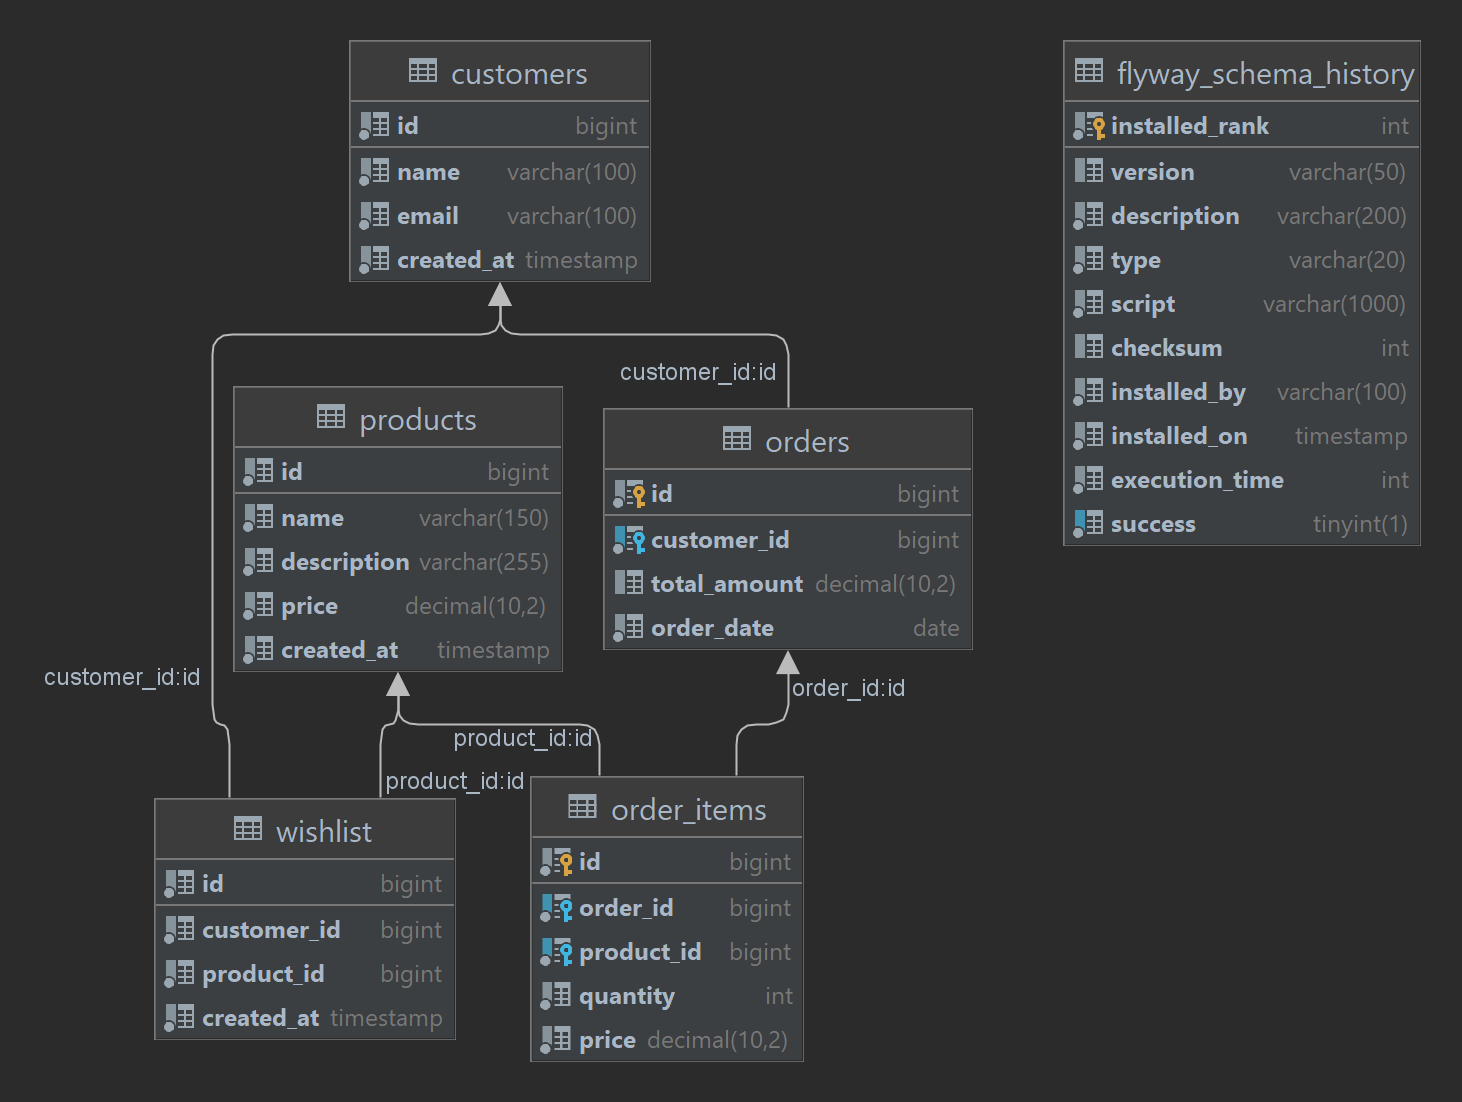 customers
id bigint
name varchar(100)
email varchar(100)
created_at timestamp
flyway_schema_history
installed_rank int
version varchar(50)
description varchar(200)
type varchar(20)
script varchar(1000)
checksum int
installed_by varchar(100)
installed_on timestamp
execution_time int
success tinyint(1)
customer_id:id
products
id bigint
name varchar(150)
description varchar(255)
price decimal(10,2)
created_at timestamp
orders
id bigint
customer_id bigint
total_amount decimal(10,2)
order_date date
customer_id:id
order_id:id
product_id:id
product_id:id
wishlist
id bigint
customer_id bigint
product_id bigint
created_at timestamp
order_items
id bigint
order_id bigint
product_id bigint
quantity int
price decimal(10,2)